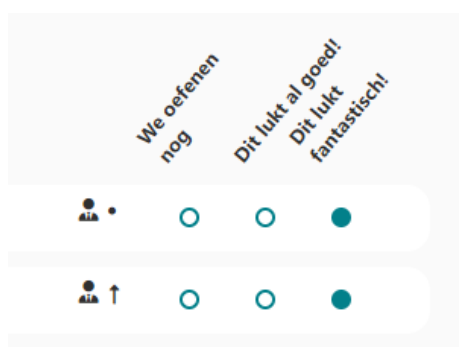 We oefenen
nog
Dit lukt al goed!
Dit lukt
fantastisch!